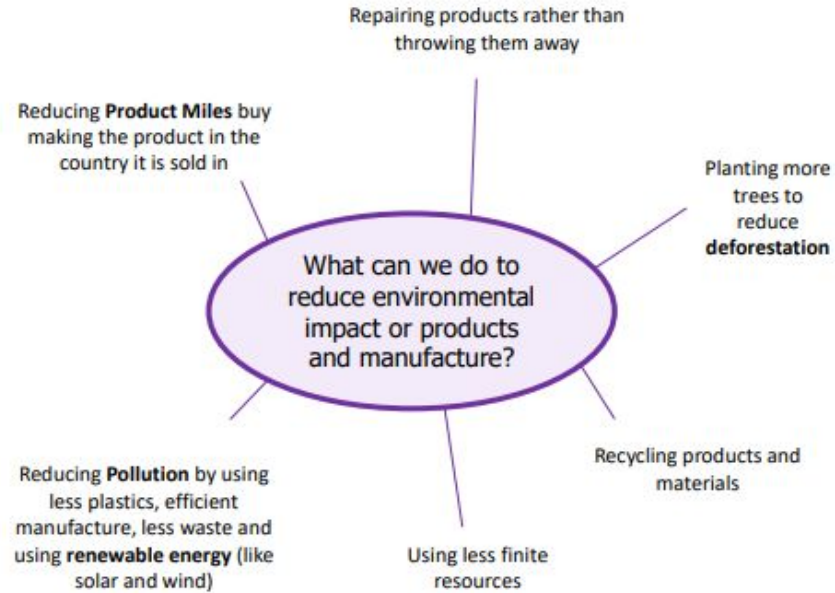 Repairing products rather than
throwing them away
Reducing Product Miles buy
making the product in the
country it is sold in
Planting more
trees to
reduce
deforestation
What can we do to
reduce environmental
impact or products
and manufacture?
Recycling products and
materials
Reducing Pollution by using
less plastics, efficient
manufacture, less waste and
using renewable energy (like
solar and wind)
Using less finite
resources